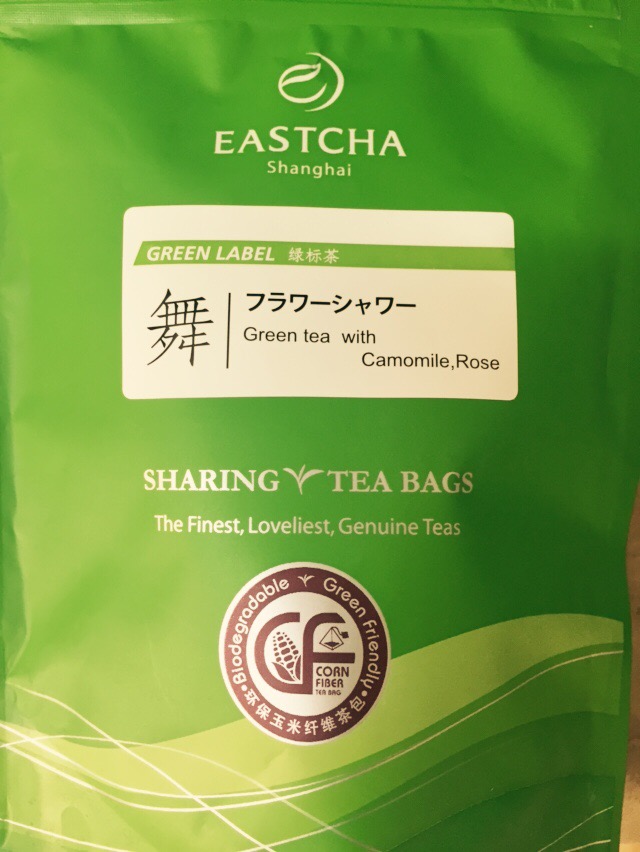 EASTCHA
Shanghai
GREEN LABEL 绿标茶
舞
フラワーシャワー
Green tea with
Camomile,Rose
SHARING TEA BAGS
The Finest, Loveliest, Genuine Teas
Biodegradable Green Friendly
CF
CORN
FIBER
TEA BAG
环保玉米纤维茶包